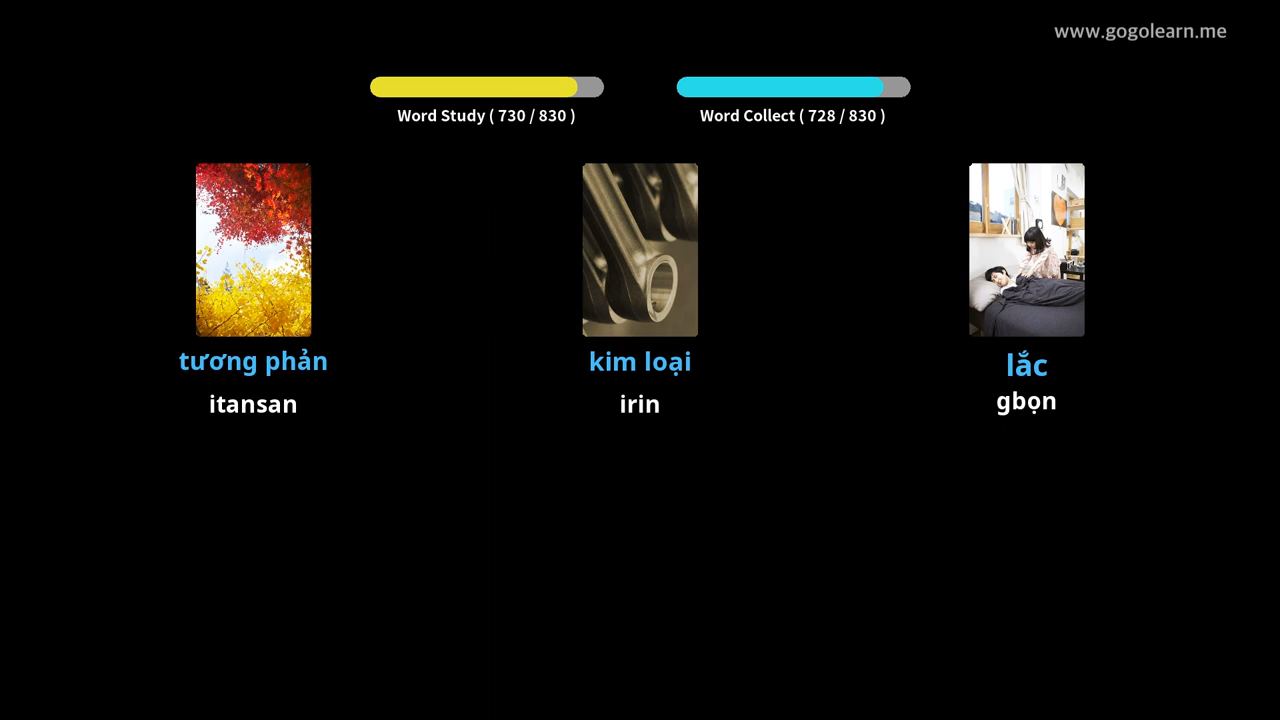 www.gogolearn.me
Word Study ( 730 / 830 )
Word Collect ( 728 / 830 )
tương phản
kim loại
lắc
itansan
irin
gbọn